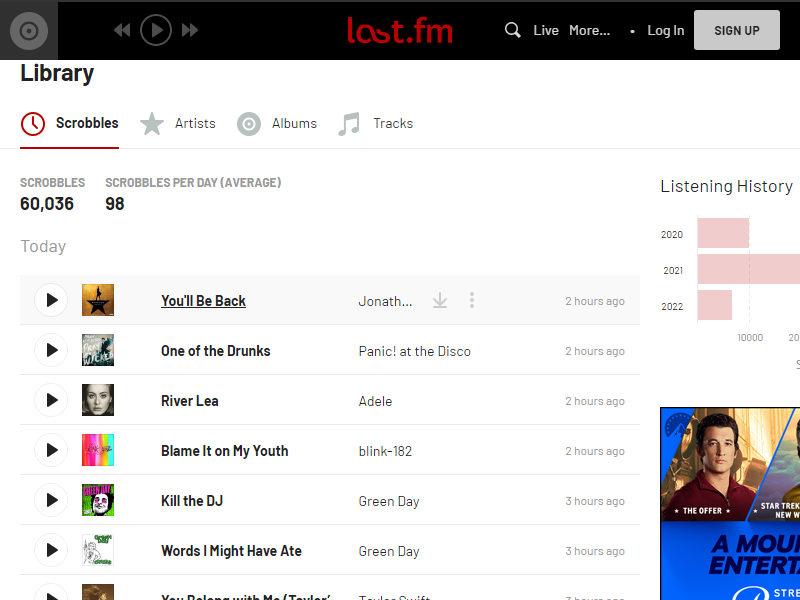 last.fm
Live
More...
Log In
SIGN UP
Library
Scrobbles
Artists
Albums
Tracks
SCROBBLES
SCROBBLES PER DAY (AVERAGE)
60,036
98
Today
You'll Be Back
Jonath...
2 hours ago
One of the Drunks
Panic! at the Disco
2 hours ago
River Lea
Adele
2 hours ago
Blame It on My Youth
blink-182
2 hours ago
Kill the DJ
Green Day
3 hours ago
Words I Might Have Ate
Green Day
3 hours ago
You Belong with Me (Taylor'
Taylor Swift
Listening History
2020
2021
2022
10000
20
THE OFFER
STAR TREK
NEW W
A MOU
ENTERTA
STRE